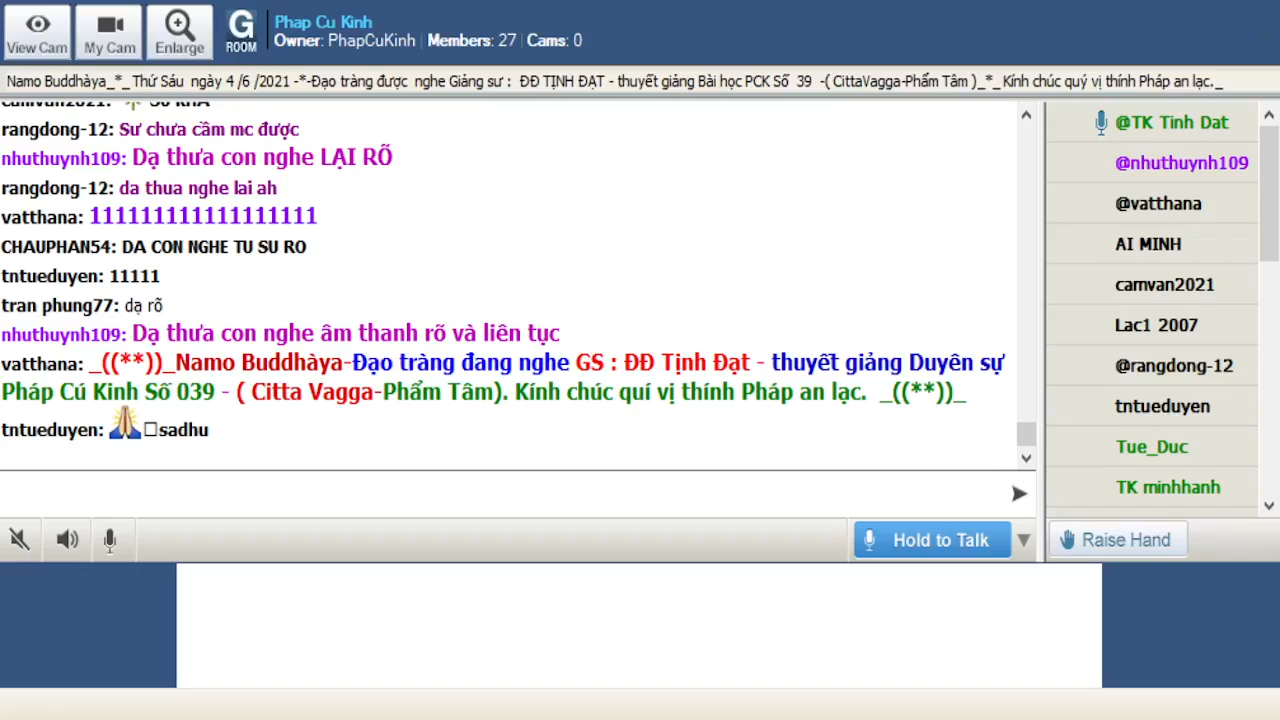 Phap Cu Kinh
Owner: PhapCuKinh | Members: 27 | Cams: 0
View Cam
My Cam
Enlarge
G
ROOM
Namo Buddhàya_*_ Thứ Sáu ngày 4 /6 /2021 -*-Đạo tràng được nghe Giảng sư : ĐĐ TỊNH ĐẠT - thuyết giảng Bài học PCK Số 39 -( CittaVagga-Phẩm Tâm )_*_ Kính chúc quý vị thính Pháp an lạc._
camvan2021: SU KHA
rangdong-12: Sư chưa cầm mc được
nhuthuynh109: Dạ thưa con nghe LẠI RÕ
rangdong-12: da thua nghe lai ah
vatthana: 111111111111111111
CHAUPHAN54: DA CON NGHE TU SU RO
tntueduyen: 11111
tran phung77: dạ rõ
nhuthuynh109: Dạ thưa con nghe âm thanh rõ và liên tục
vatthana: _((**))_Namo Buddhàya-Đạo tràng đang nghe GS : ĐĐ Tịnh Đạt - thuyết giảng Duyên sự
Pháp Cú Kinh Số 039 - ( Citta Vagga-Phẩm Tâm). Kính chúc quí vị thính Pháp an lạc. _((**))_
tntueduyen: sadhu
@TK Tinh Dat
@nhuthuynh109
@vatthana
AI MINH
camvan2021
Lac1 2007
@rangdong-12
tntueduyen
Tue_Duc
TK minhhanh
Hold to Talk
Raise Hand